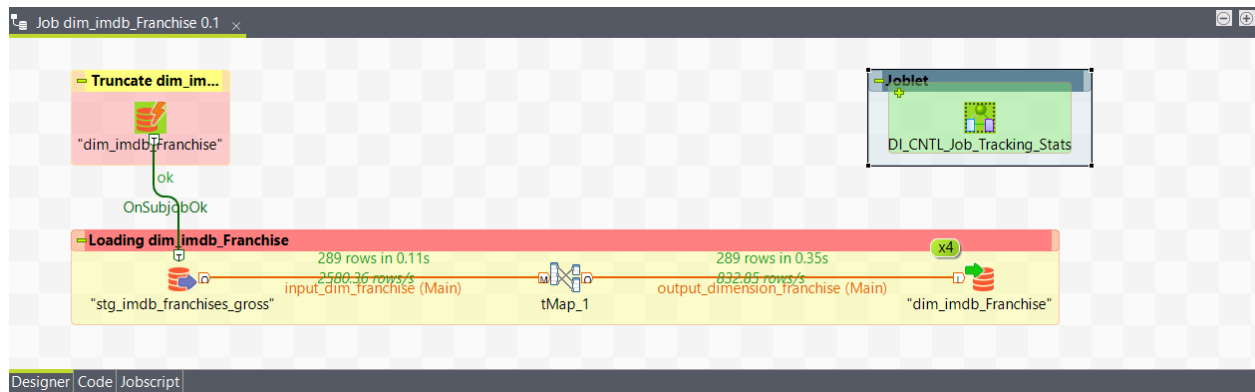 Job dim_imdb_Franchise 0.1
Truncate dim_im...
"dim_imdb_Franchise"
ok
OnSubjobOk
Joblet
DI_CNTL_Job_Tracking_Stats
Loading dim_imdb_Franchise
289 rows in 0.11s
2580.36 rows/s
input_dim_franchise (Main)
"stg_imdb_franchises_gross"
tMap_1
289 rows in 0.35s
832.85 rows/s
output_dimension_franchise (Main)
x4
"dim_imdb_Franchise"
Designer Code Jobscript